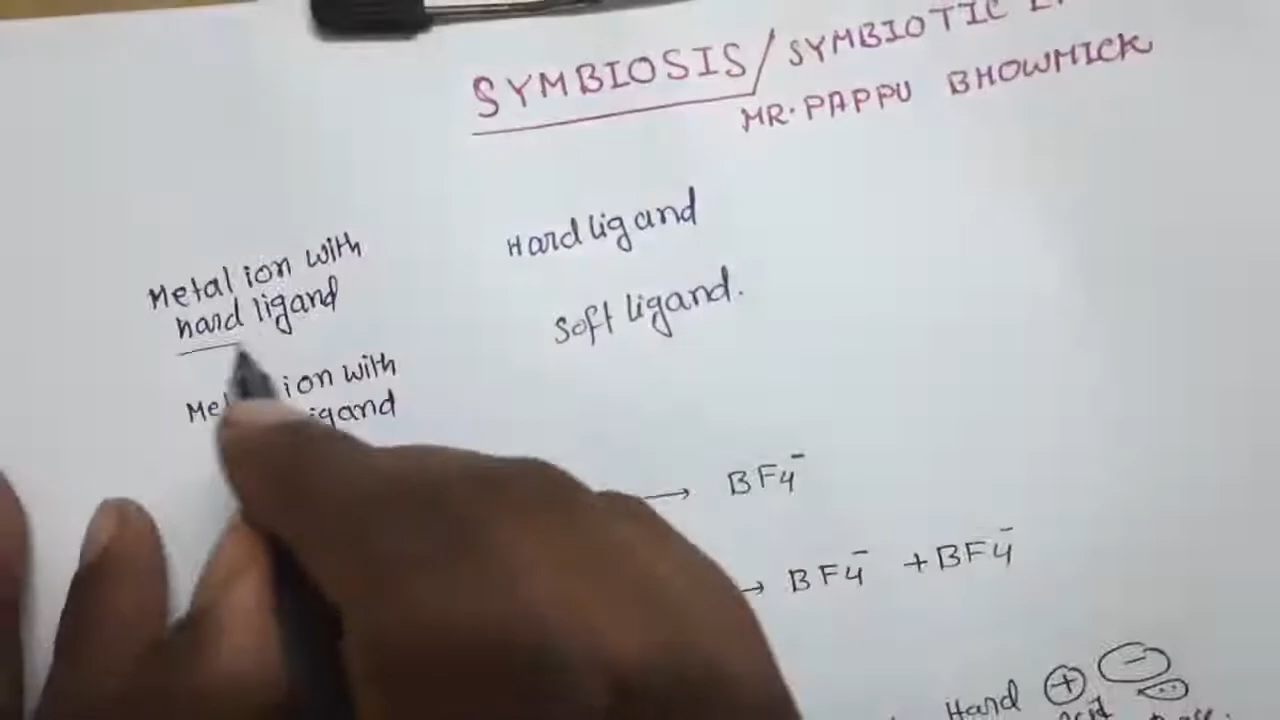 SYMBIOSIS / SYMBIOTIC
MR. PAPPU BHOWMICK
Metal ion with
hard ligand
Hard ligand
Soft ligand.
ion with
→ BF4⁻
→ BF4⁻ + BF4⁻
Hard + -